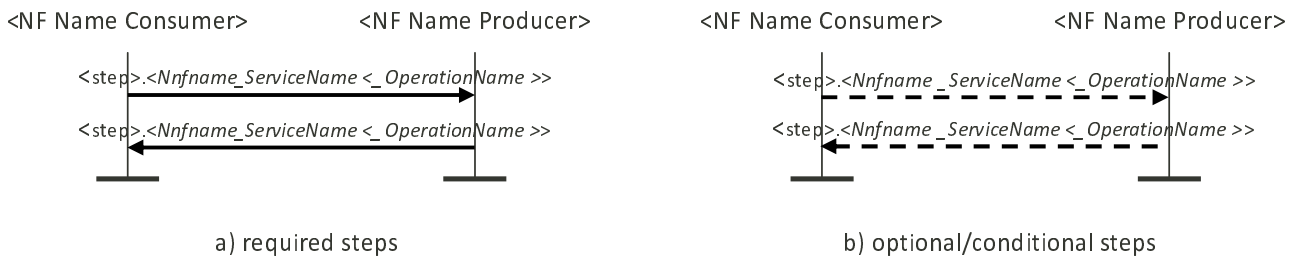 <NF Name Consumer> <NF Name Producer> <NF Name Consumer> <NF Name Producer>
<step>.<Nnfname_ServiceName <_OperationName >> <step>.<Nnfname _ServiceName <_OperationName >>
<step>.<Nnfname_ServiceName <_OperationName >> <step>.<Nnfname _ServiceName <_OperationName >>
a) required steps b) optional/conditional steps